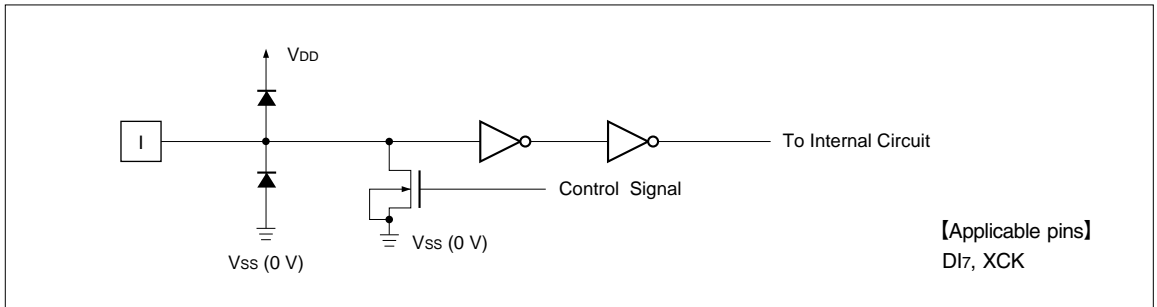 VDD
I
To Internal Circuit
Control Signal
Vss (0 V)
Vss (0 V)
【Applicable pins】
DI7, XCK